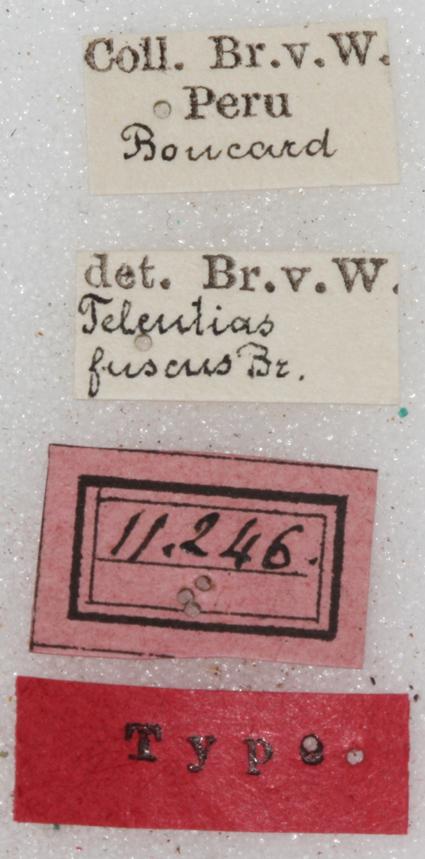 Coll. Br.v.W.
Peru
Boucard
det. Br.v.W.
Teleutias
fuscus Br.
11.246.
Type.